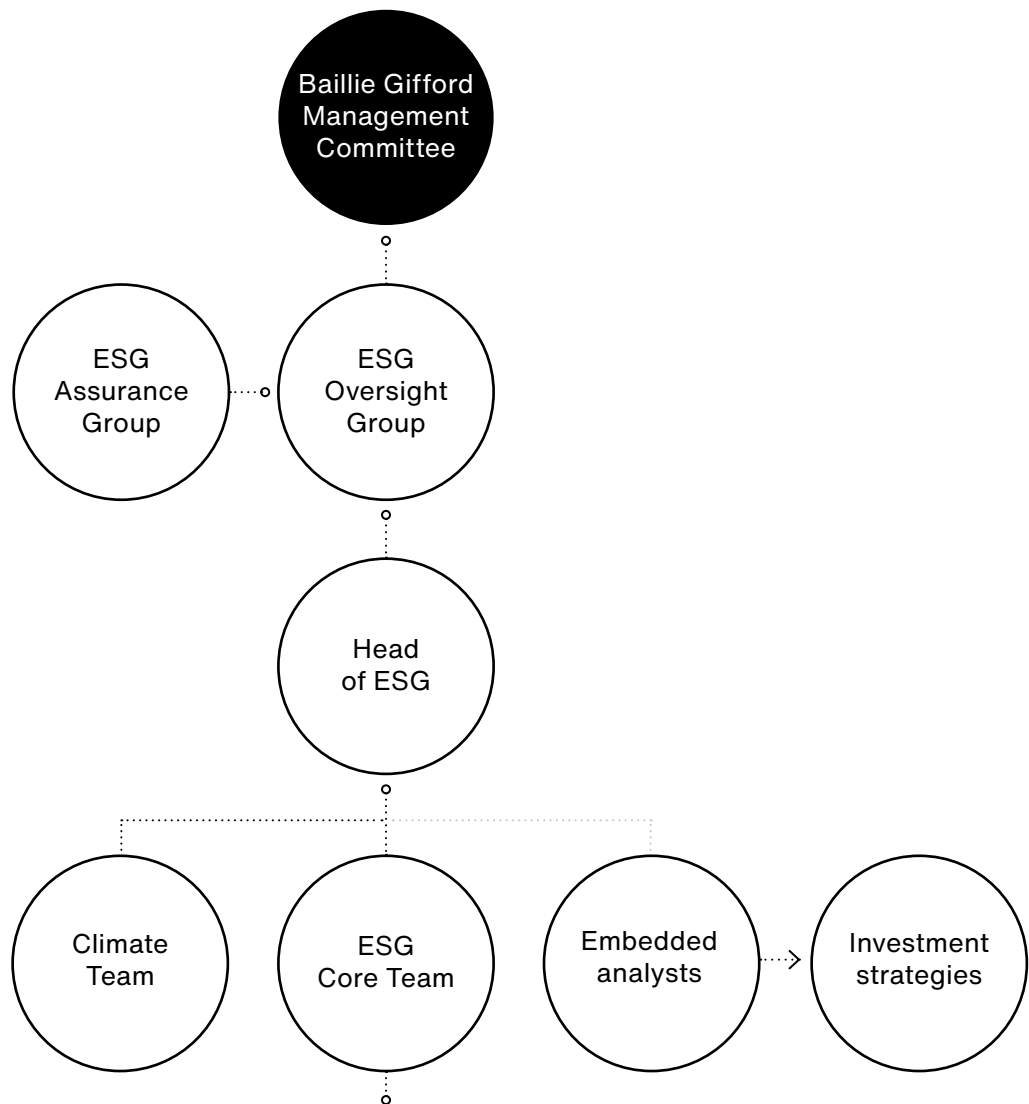 Baillie Gifford
Management
Committee
ESG
Assurance
Group
ESG
Oversight
Group
Head
of ESG
Climate
Team
ESG
Core Team
Embedded
analysts
Investment
strategies